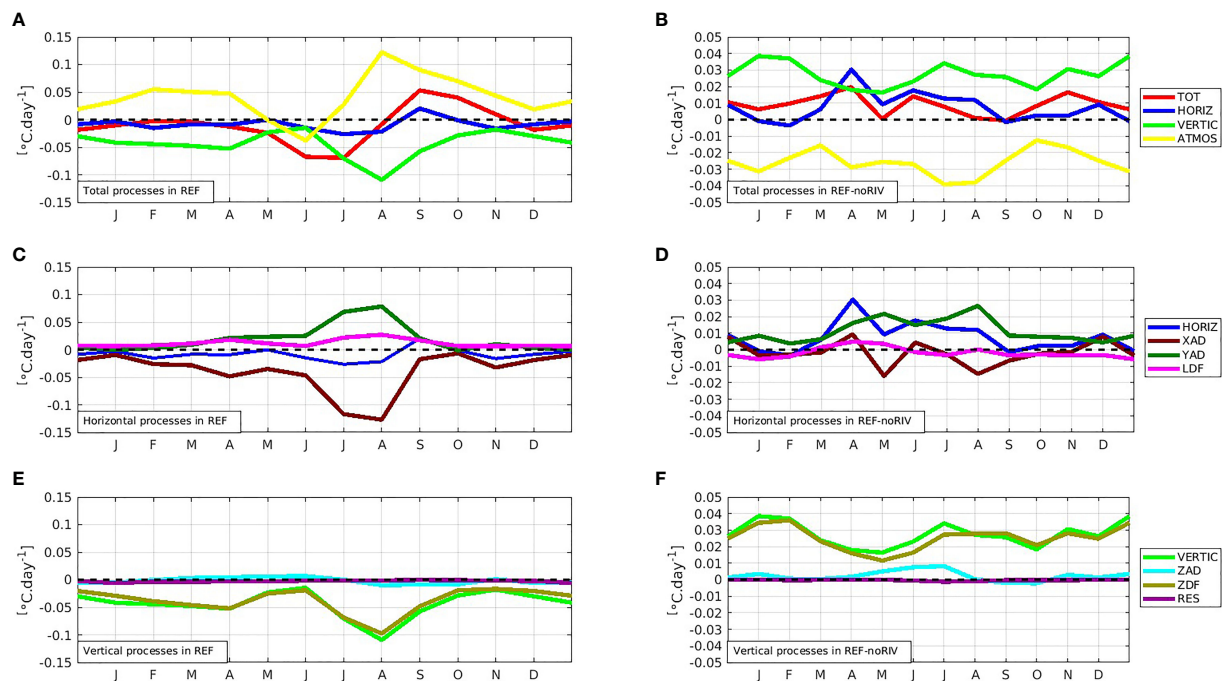 A
0.15
0.1
0.05
0
-0.05
-0.1
-0.15
[°C.day-1]
Total processes in REF
J F M A M J J A S O N D
B
0.05
0.04
0.03
0.02
0.01
0
-0.01
-0.02
-0.03
-0.04
-0.05
[°C.day-1]
Total processes in REF-noRIV
J F M A M J J A S O N D
TOT
HORIZ
VERTIC
ATMOS
C
0.15
0.1
0.05
0
-0.05
-0.1
-0.15
[°C.day-1]
Horizontal processes in REF
J F M A M J J A S O N D
D
0.05
0.04
0.03
0.02
0.01
0
-0.01
-0.02
-0.03
-0.04
-0.05
[°C.day-1]
Horizontal processes in REF-noRIV
J F M A M J J A S O N D
HORIZ
XAD
YAD
LDF
E
0.15
0.1
0.05
0
-0.05
-0.1
-0.15
[°C.day-1]
Vertical processes in REF
J F M A M J J A S O N D
F
0.05
0.04
0.03
0.02
0.01
0
-0.01
-0.02
-0.03
-0.04
-0.05
[°C.day-1]
Vertical processes in REF-noRIV
J F M A M J J A S O N D
VERTIC
ZAD
ZDF
RES